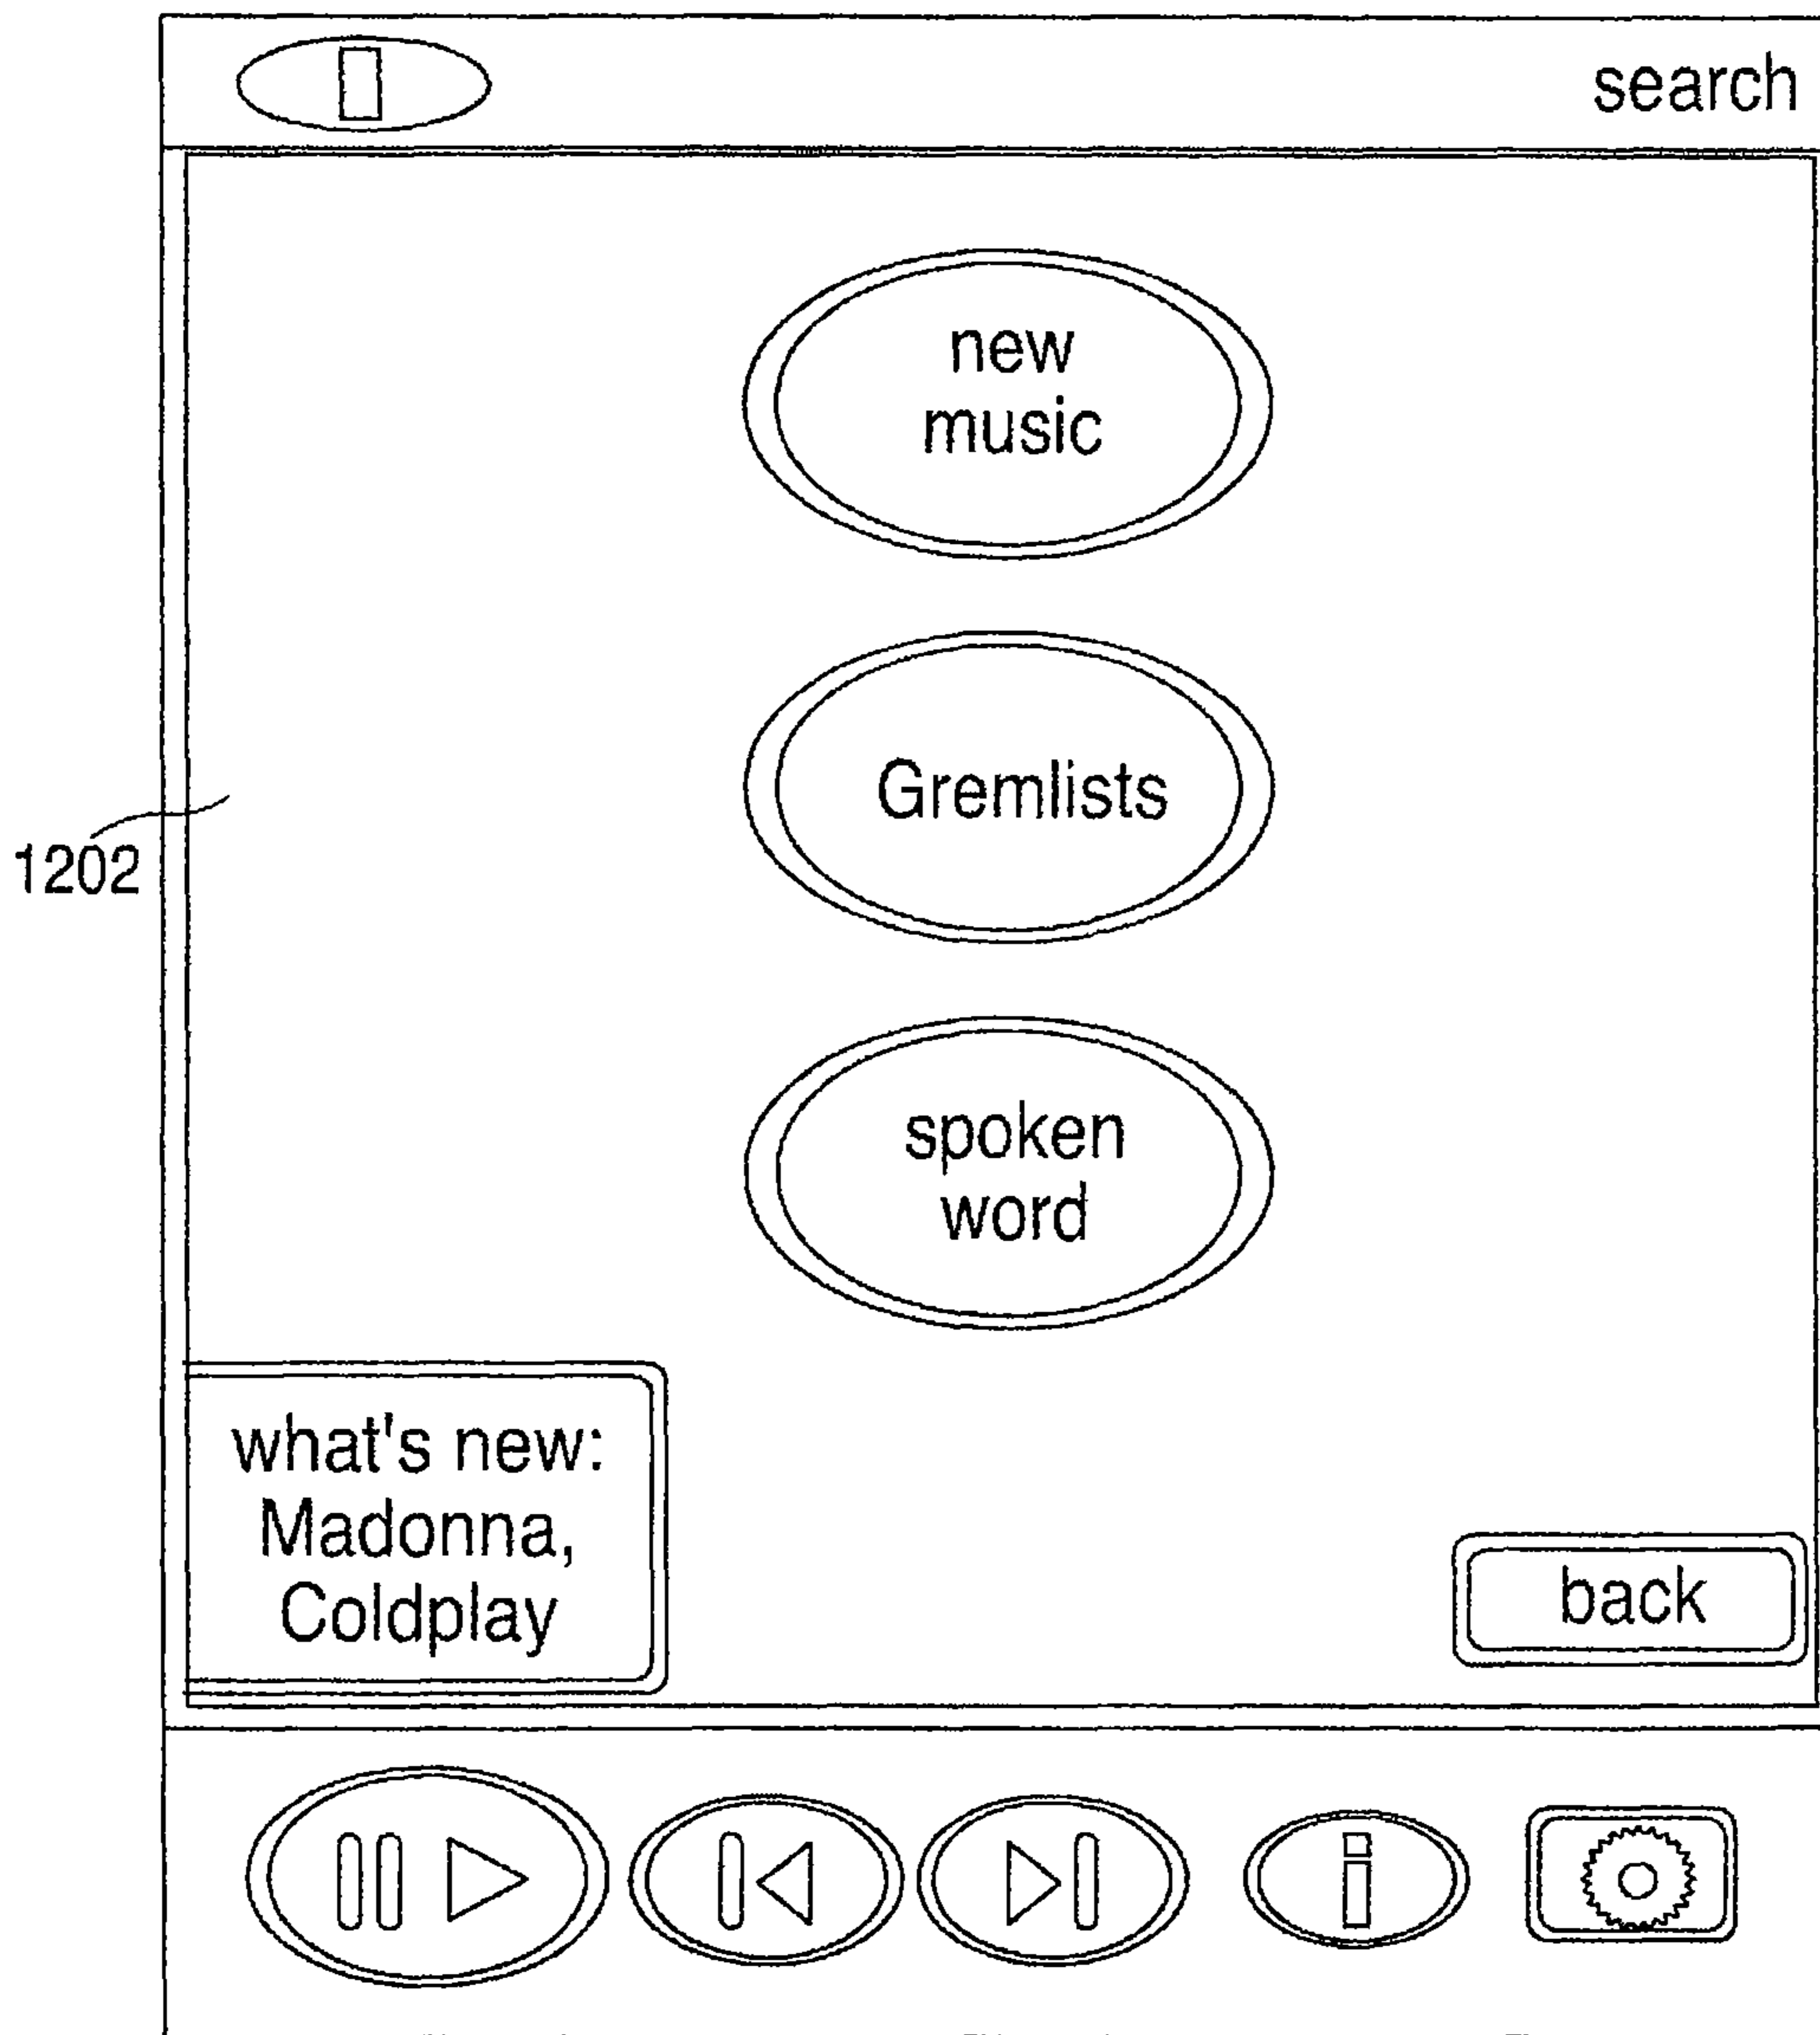 search
new
music
Gremlists
1202
spoken
word
what's new:
Madonna,
Coldplay
back